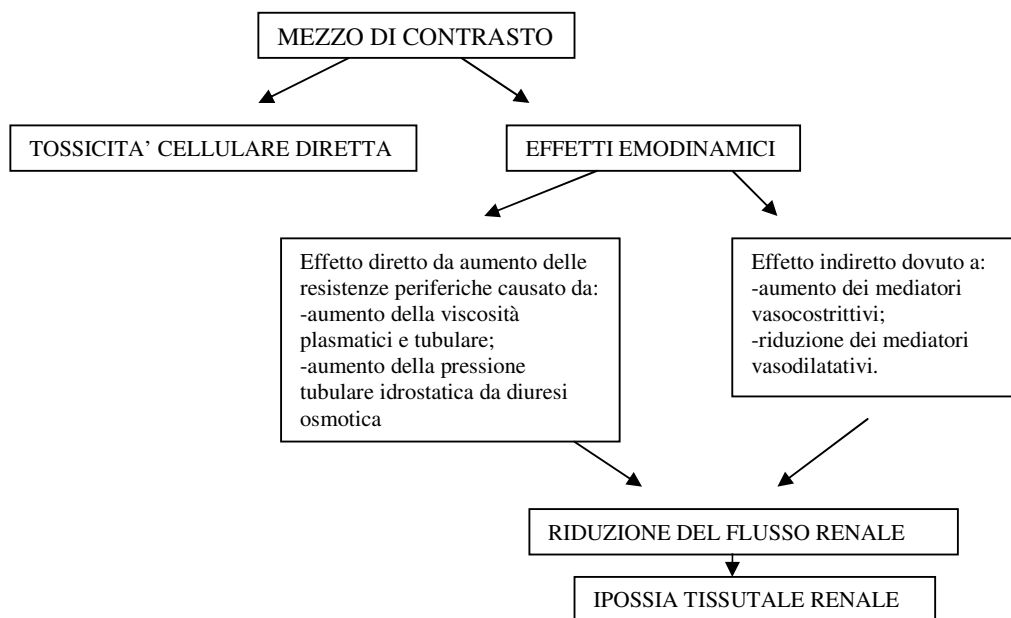 MEZZO DI CONTRASTO
TOSSICITA’ CELLULARE DIRETTA
EFFETTI EMODINAMICI
Effetto diretto da aumento delle
resistenze periferiche causato da:
-aumento della viscosità
plasmatici e tubulare;
-aumento della pressione
tubulare idrostatica da diuresi
osmotica
Effetto indiretto dovuto a:
-aumento dei mediatori
vasocostrittivi;
-riduzione dei mediatori
vasodilatativi.
RIDUZIONE DEL FLUSSO RENALE
IPOSSIA TISSUTALE RENALE